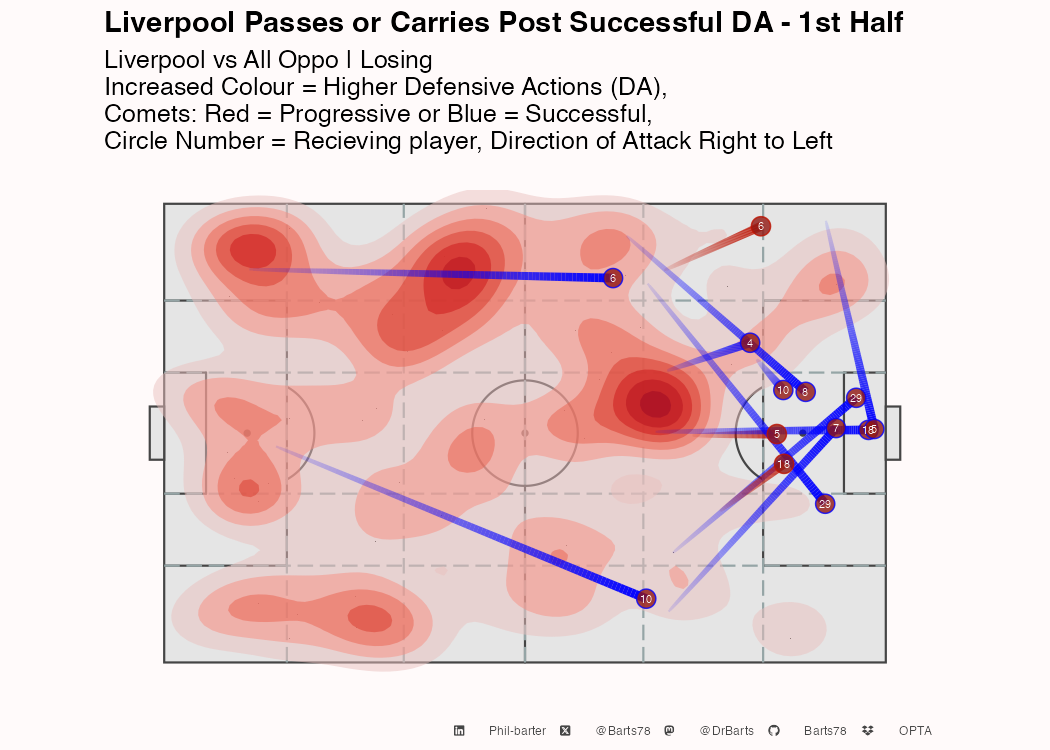 Liverpool Passes or Carries Post Successful DA - 1st Half
Liverpool vs All Oppo | Losing
Increased Colour = Higher Defensive Actions (DA),
Comets: Red = Progressive or Blue = Successful,
Circle Number = Recieving player, Direction of Attack Right to Left
6
6
4
10
8
29
5
7
18
18
29
10
Phil-barter @Barts78 @DrBarts Barts78 OPTA